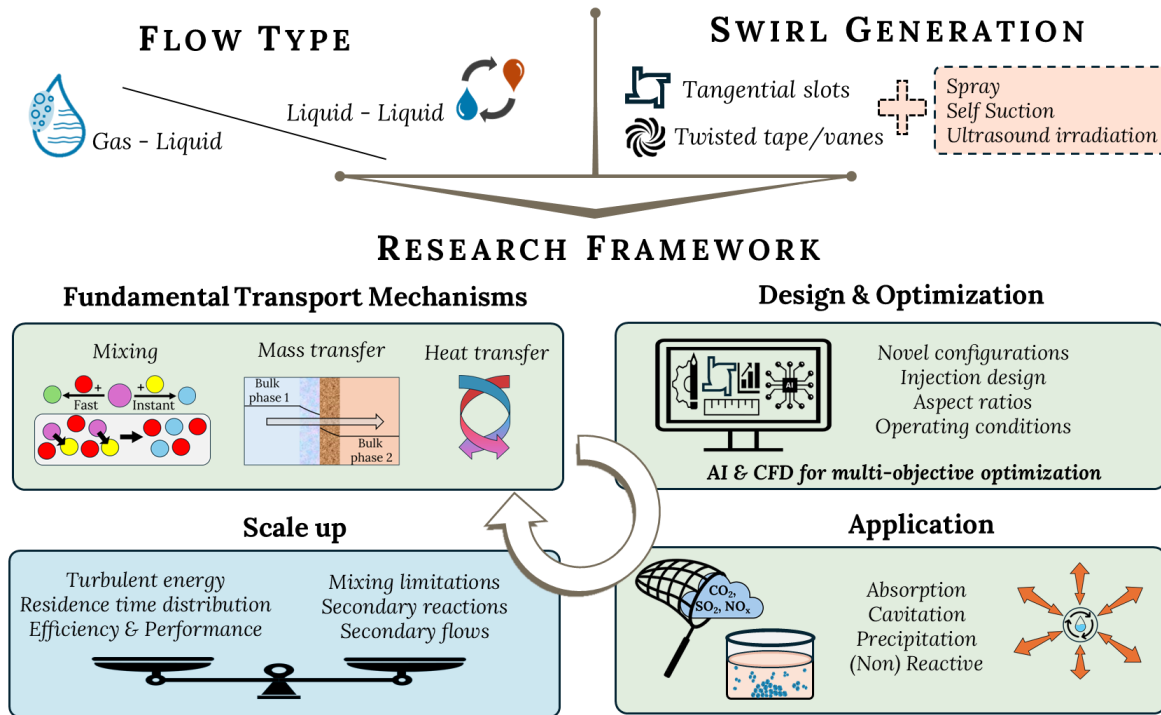 FLOW TYPE
Gas - Liquid
Liquid - Liquid
SWIRL GENERATION
Tangential slots
Twisted tape/vanes
Spray
Self Suction
Ultrasound irradiation
RESEARCH FRAMEWORK
Fundamental Transport Mechanisms
Mixing
+
+
Fast
Instant
Mass transfer
Bulk
phase 1
Bulk
phase 2
Heat transfer
Design & Optimization
AI
Novel configurations
Injection design
Aspect ratios
Operating conditions
AI & CFD for multi-objective optimization
Scale up
Turbulent energy
Residence time distribution
Efficiency & Performance
Mixing limitations
Secondary reactions
Secondary flows
Application
CO₂,
SO₂, NOₓ
Absorption
Cavitation
Precipitation
(Non) Reactive